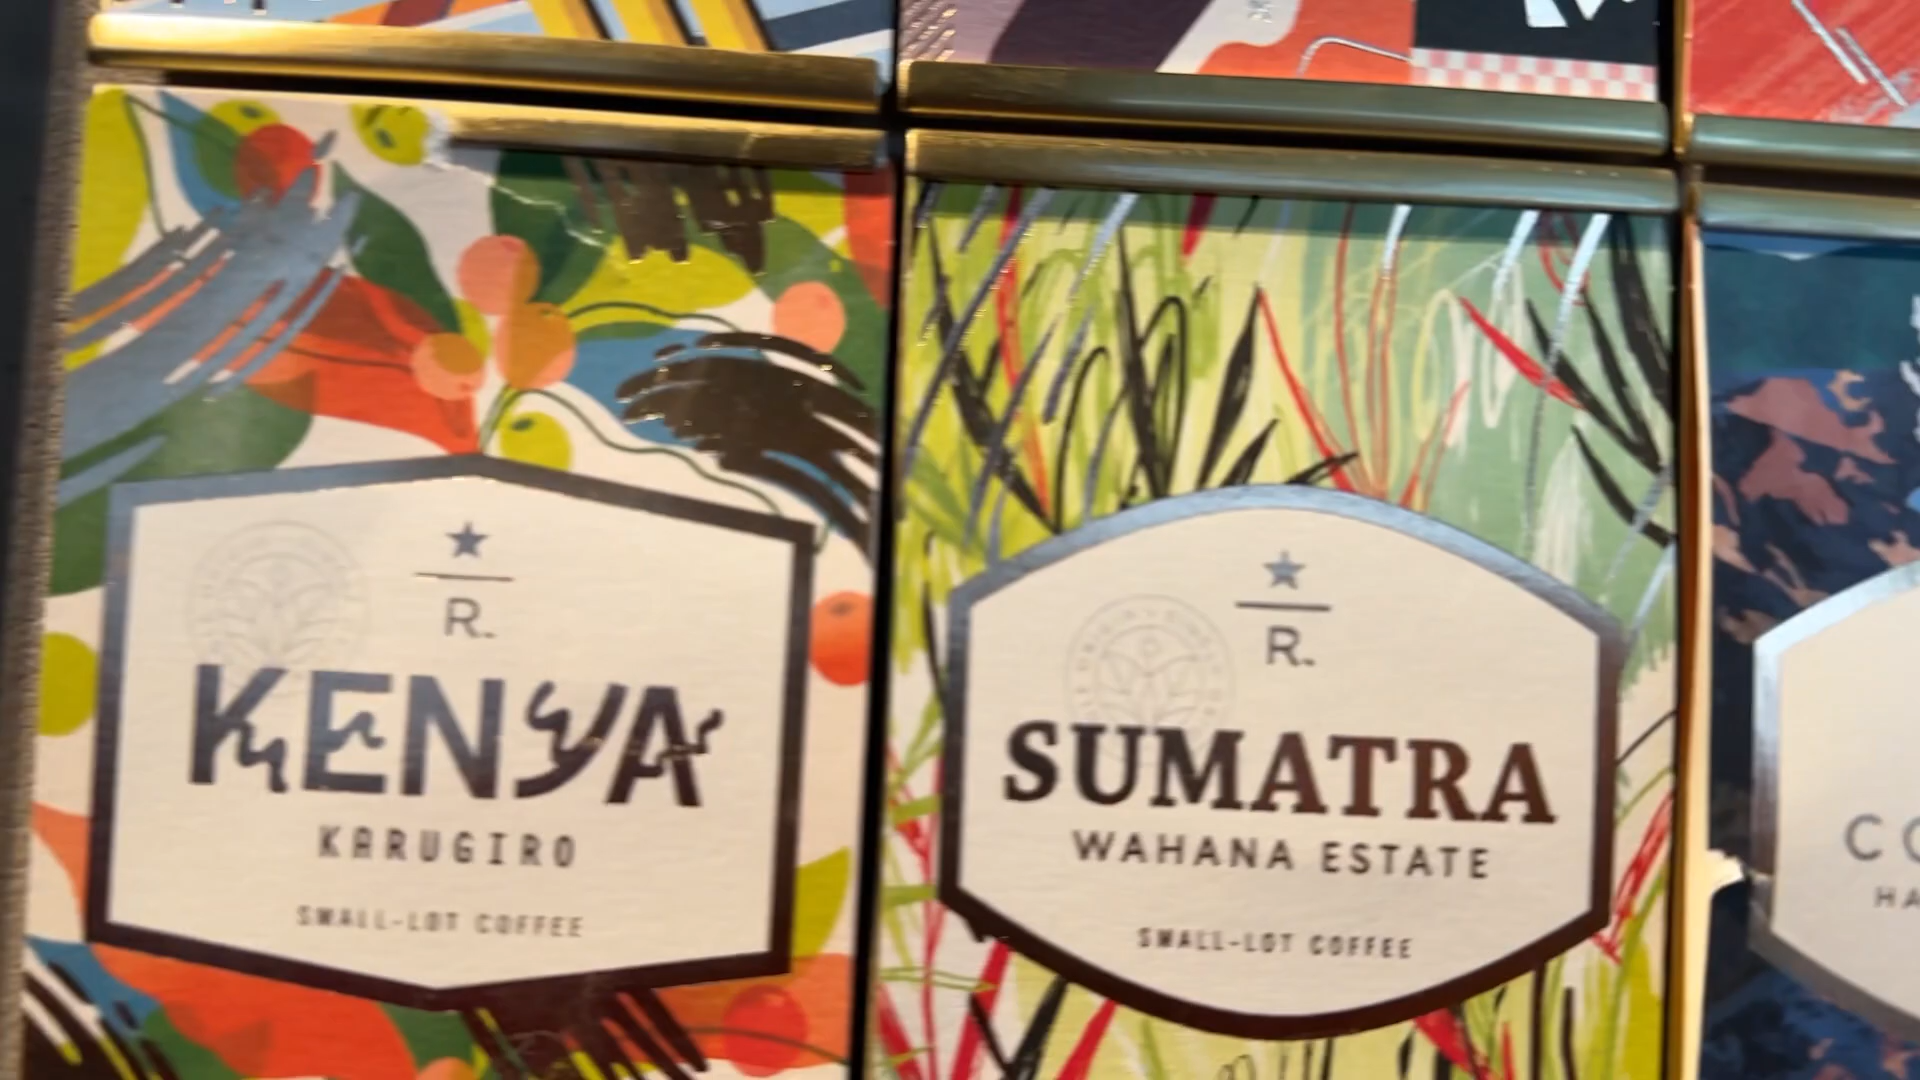 R.
KENYA
KARUGIRO
SMALL-LOT COFFEE
R.
SUMATRA
WAHANA ESTATE
SMALL-LOT COFFEE